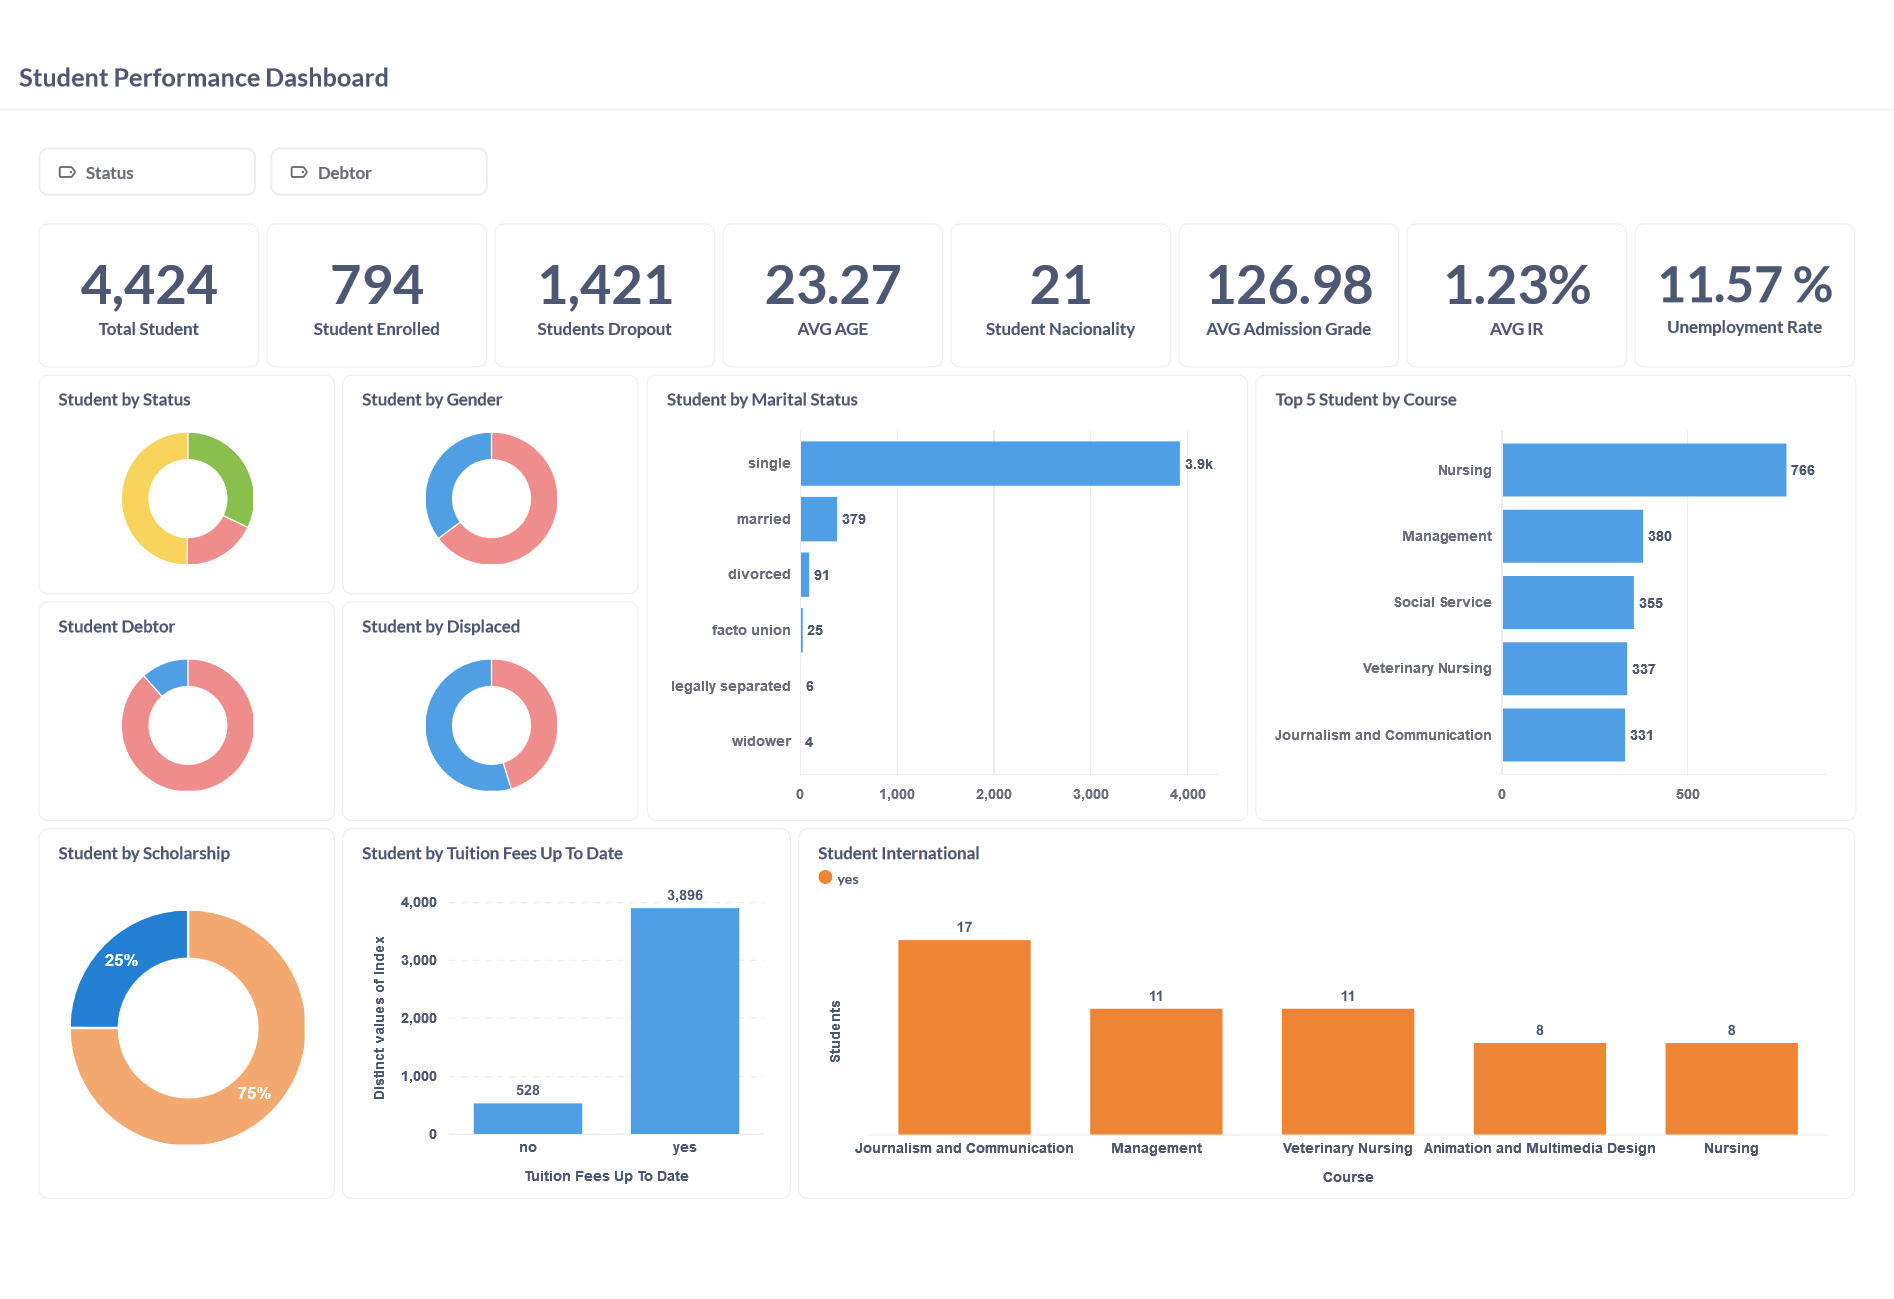 Student Performance Dashboard
Status
Debtor
4,424
Total Student
794
Student Enrolled
1,421
Students Dropout
23.27
AVG AGE
21
Student Nacionality
126.98
AVG Admission Grade
1.23%
AVG IR
11.57 %
Unemployment Rate
Student by Status
Student by Gender
Student Debtor
Student by Displaced
Student by Marital Status
single
3.9k
married
379
divorced
91
facto union
25
legally separated
6
widower
4
0
1,000
2,000
3,000
4,000
Top 5 Student by Course
Nursing
766
Management
380
Social Service
355
Veterinary Nursing
337
Journalism and Communication
331
0
500
Student by Scholarship
25%
75%
Student by Tuition Fees Up To Date
Distinct values of Index
4,000
3,000
2,000
1,000
0
528
3,896
no
yes
Tuition Fees Up To Date
Student International
yes
Students
17
11
11
8
8
Journalism and Communication
Management
Veterinary Nursing
Animation and Multimedia Design
Nursing
Course